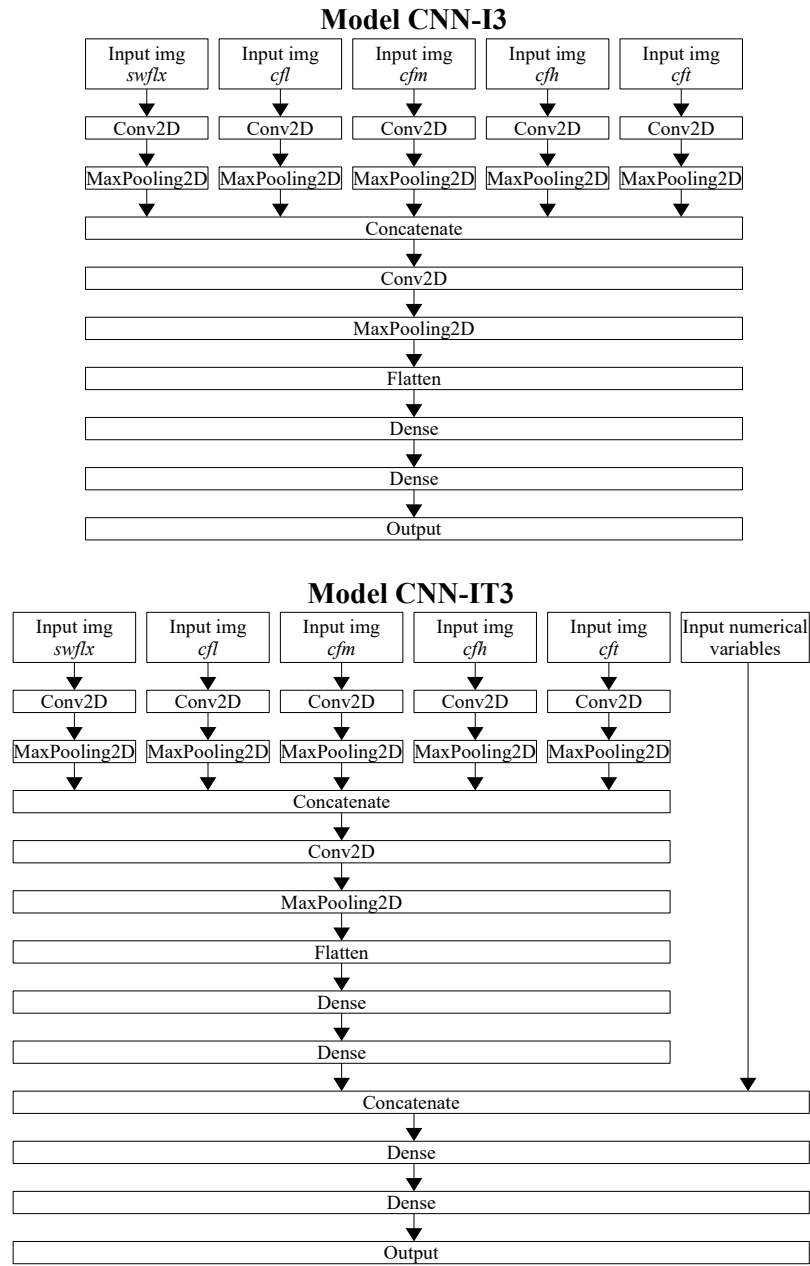 Model CNN-I3
Input img Input img Input img Input img Input img
swflx cfl cfm cfh cft
Conv2D Conv2D Conv2D Conv2D Conv2D
MaxPooling2D MaxPooling2D MaxPooling2D MaxPooling2D MaxPooling2D
Concatenate
Conv2D
MaxPooling2D
Flatten
Dense
Dense
Output
Model CNN-IT3
Input img Input img Input img Input img Input img Input numerical
swflx cfl cfm cfh cft variables
Conv2D Conv2D Conv2D Conv2D Conv2D
MaxPooling2D MaxPooling2D MaxPooling2D MaxPooling2D MaxPooling2D
Concatenate
Conv2D
MaxPooling2D
Flatten
Dense
Dense
Concatenate
Dense
Dense
Output